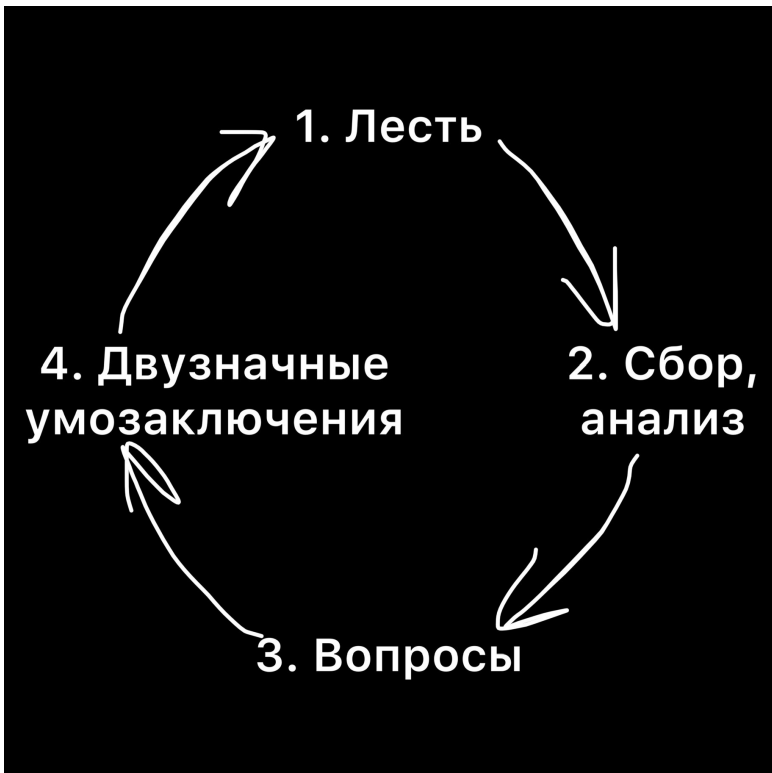 1. Лесть
2. Сбор,
анализ
3. Вопросы
4. Двузначные
умозаключения